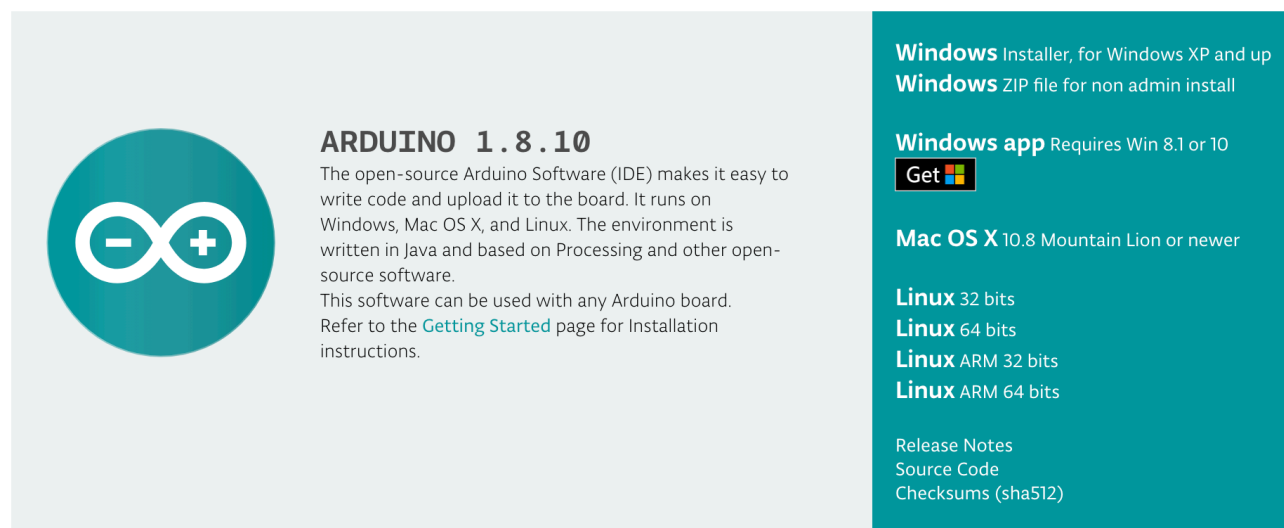 ARDUINO 1.8.10
The open-source Arduino Software (IDE) makes it easy to
write code and upload it to the board. It runs on
Windows, Mac OS X, and Linux. The environment is
written in Java and based on Processing and other open-
source software.
This software can be used with any Arduino board.
Refer to the Getting Started page for Installation
instructions.
Windows Installer, for Windows XP and up
Windows ZIP file for non admin install
Windows app Requires Win 8.1 or 10
Get
Mac OS X 10.8 Mountain Lion or newer
Linux 32 bits
Linux 64 bits
Linux ARM 32 bits
Linux ARM 64 bits
Release Notes
Source Code
Checksums (sha512)